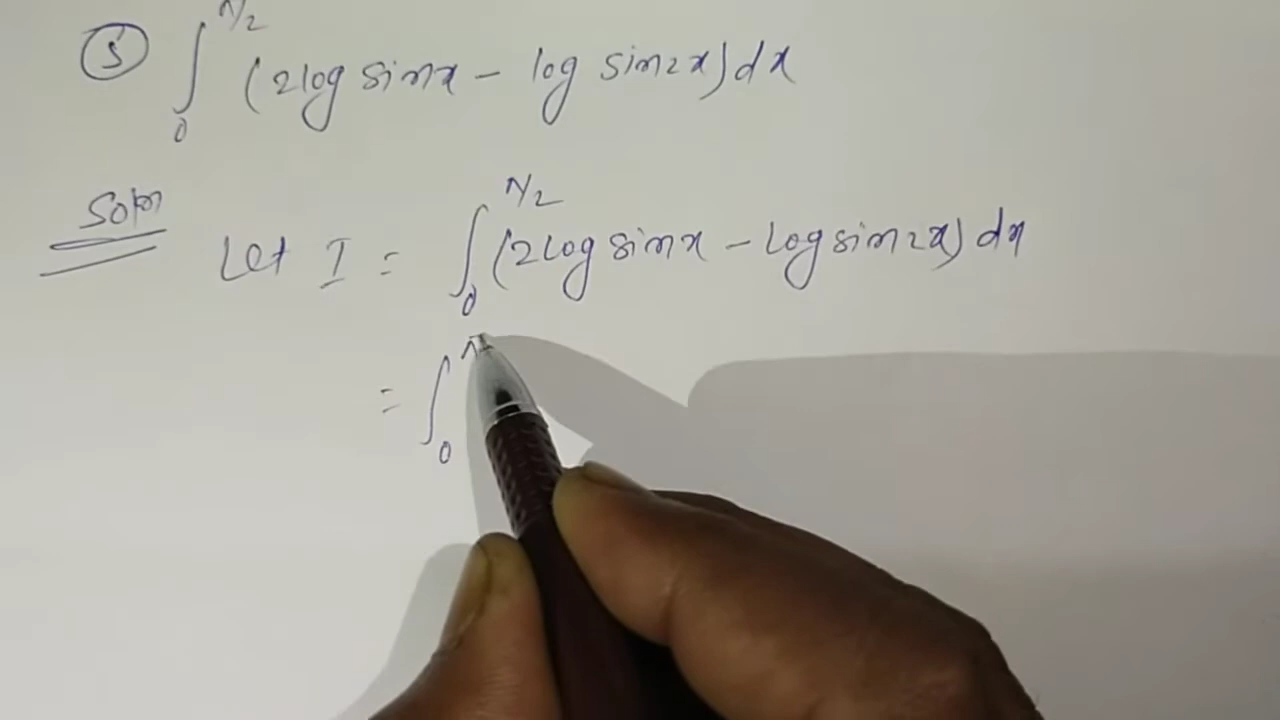 ⑤ ∫₀^{π/2} (2log sinx − log sin2x) dx
Soln
Let I = ∫₀^{π/2} (2log sinx − log sin2x) dx
= ∫₀^π